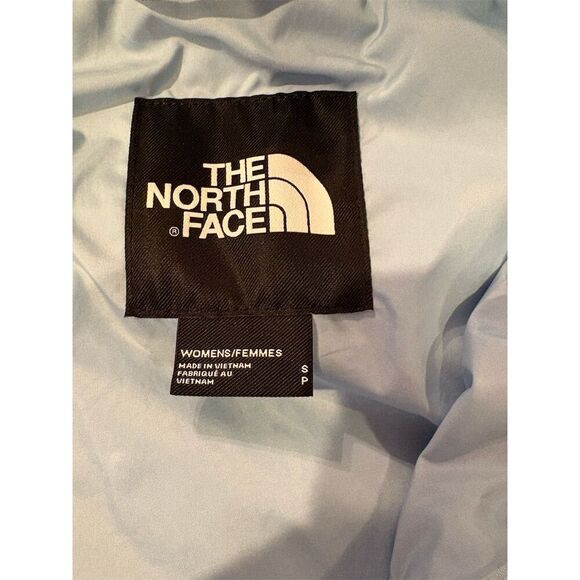 THE
NORTH
® FACE
WOMENS/FEMMES
MADE IN VIETNAM
FABRIQUÉ AU
VIETNAM
S
P